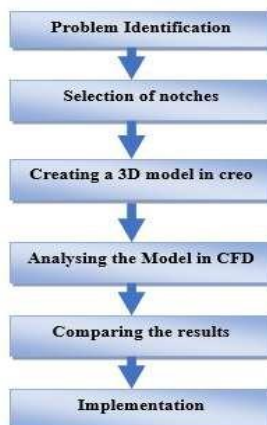 Problem Identification
Selection of notches
Creating a 3D model in creo
Analysing the Model in CFD
Comparing the results
Implementation